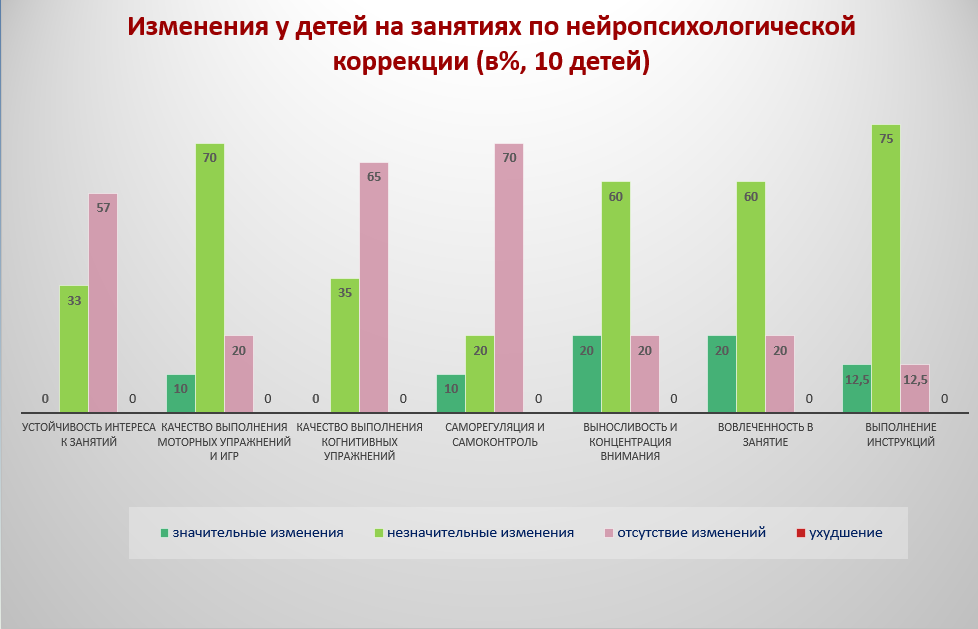 Изменения у детей на занятиях по нейропсихологической
коррекции (в%, 10 детей)
0 33 57 0
10 70 20 0
0 35 65 0
10 20 70 0
20 60 20 0
20 60 20 0
12,5 75 12,5 0
УСТОЙЧИВОСТЬ ИНТЕРЕСА
К ЗАНЯТИЙ
КАЧЕСТВО ВЫПОЛНЕНИЯ
МОТОРНЫХ УПРАЖНЕНИЙ
И ИГР
КАЧЕСТВО ВЫПОЛНЕНИЯ
КОГНИТИВНЫХ
УПРАЖНЕНИЙ
САМОРЕГУЛЯЦИЯ И
САМОКОНТРОЛЬ
ВЫНОСЛИВОСТЬ И
КОНЦЕНТРАЦИЯ
ВНИМАНИЯ
ВОВЛЕЧЕННОСТЬ В
ЗАНЯТИЕ
ВЫПОЛНЕНИЕ
ИНСТРУКЦИЙ
значительные изменения незначительные изменения отсутствие изменений ухудшение